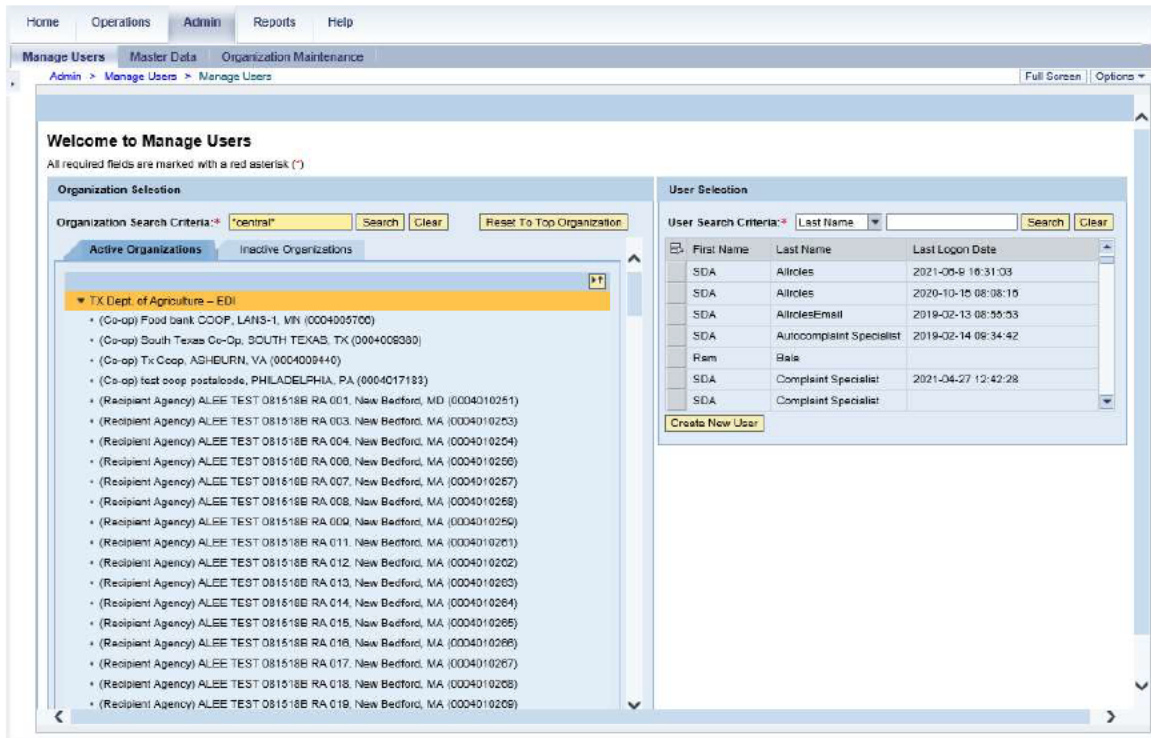 Home Operations Admin Reports Help
Manage Users Master Data Organization Maintenance
Admin > Manage Users > Manage Users
Full Screen Options
Welcome to Manage Users
All required fields are marked with a red asterisk (*)
Organization Selection
Organization Search Criteria:* *central* Search Clear Reset To Top Organization
Active Organizations Inactive Organizations
TX Dept. of Agriculture – EDI
• (Co-op) Food bank COOP, LANS-1, MN (0004005766)
• (Co-op) South Texas Co-Op, SOUTH TEXAS, TX (0004009380)
• (Co-op) Tx Coop, ASHBURN, VA (0004009440)
• (Co-op) test coop postalcode, PHILADELPHIA, PA (0004017183)
• (Recipient Agency) ALEE TEST 081518B RA 001, New Bedford, MD (0004010251)
• (Recipient Agency) ALEE TEST 081518B RA 003, New Bedford, MA (0004010253)
• (Recipient Agency) ALEE TEST 081518B RA 004, New Bedford, MA (0004010254)
• (Recipient Agency) ALEE TEST 081518B RA 006, New Bedford, MA (0004010256)
• (Recipient Agency) ALEE TEST 081518B RA 007, New Bedford, MA (0004010257)
• (Recipient Agency) ALEE TEST 081518B RA 008, New Bedford, MA (0004010258)
• (Recipient Agency) ALEE TEST 081518B RA 009, New Bedford, MA (0004010259)
• (Recipient Agency) ALEE TEST 081518B RA 011, New Bedford, MA (0004010261)
• (Recipient Agency) ALEE TEST 081518B RA 012, New Bedford, MA (0004010262)
• (Recipient Agency) ALEE TEST 081518B RA 013, New Bedford, MA (0004010263)
• (Recipient Agency) ALEE TEST 081518B RA 014, New Bedford, MA (0004010264)
• (Recipient Agency) ALEE TEST 081518B RA 015, New Bedford, MA (0004010265)
• (Recipient Agency) ALEE TEST 081518B RA 016, New Bedford, MA (0004010266)
• (Recipient Agency) ALEE TEST 081518B RA 017, New Bedford, MA (0004010267)
• (Recipient Agency) ALEE TEST 081518B RA 018, New Bedford, MA (0004010268)
• (Recipient Agency) ALEE TEST 081518B RA 019, New Bedford, MA (0004010269)
User Selection
User Search Criteria:* Last Name Search Clear
First Name Last Name Last Logon Date
SDA Allroles 2021-06-9 16:31:03
SDA Allroles 2020-10-15 08:08:15
SDA AllrolesEmail 2019-02-13 08:55:53
SDA Autocomplaint Specialist 2019-02-14 09:34:42
Ram Bala
SDA Complaint Specialist 2021-04-27 12:42:28
SDA Complaint Specialist
Create New User